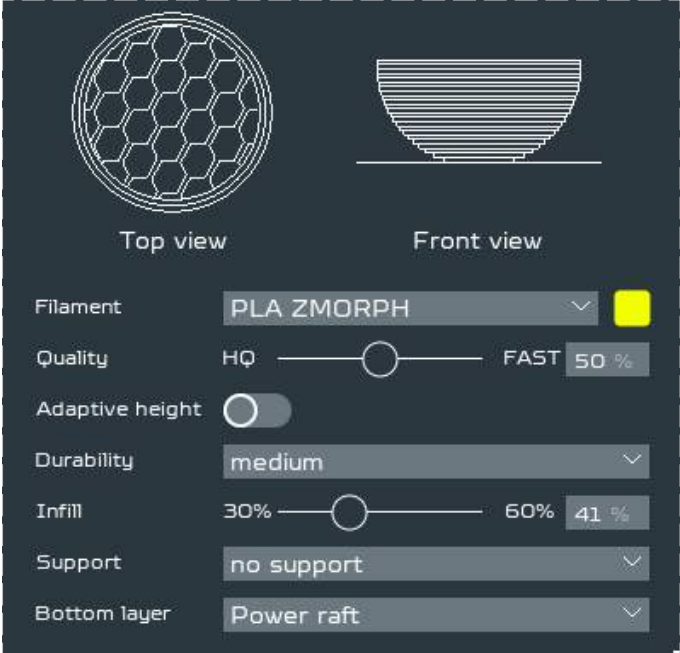 Top view Front view
Filament PLA ZMORPH
Quality HQ FAST 50 %
Adaptive height
Durability medium
Infill 30% 60% 41 %
Support no support
Bottom layer Power raft